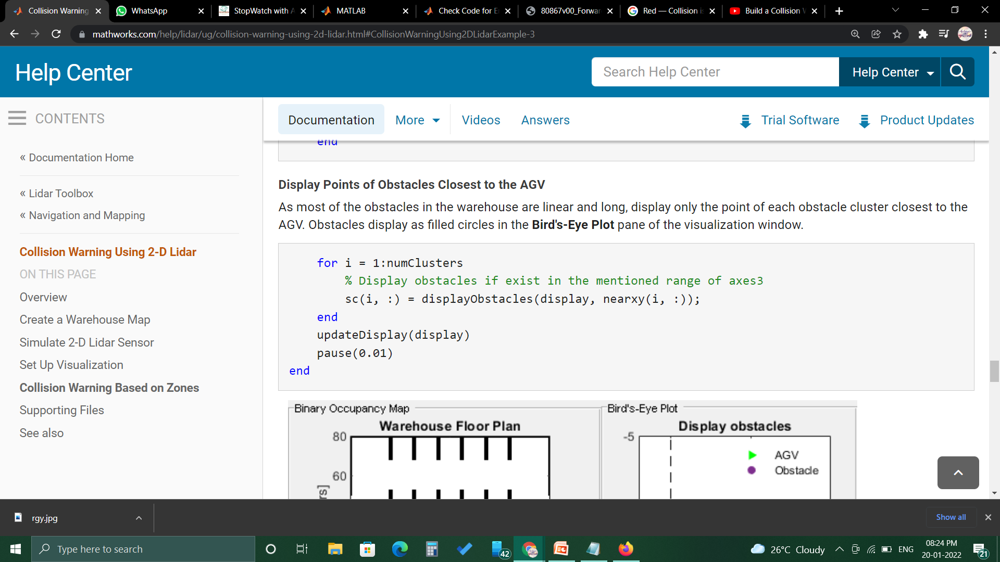 Collision Warning
WhatsApp
StopWatch with A
MATLAB
Check Code for E
80867v00_Forwar
Red — Collision i
Build a Collision
mathworks.com/help/lidar/ug/collision-warning-using-2d-lidar.html#CollisionWarningUsing2DLidarExample-3
Help Center
Search Help Center
Help Center
CONTENTS
Documentation
More
Videos
Answers
Trial Software
Product Updates
« Documentation Home
« Lidar Toolbox
« Navigation and Mapping
Collision Warning Using 2-D Lidar
ON THIS PAGE
Overview
Create a Warehouse Map
Simulate 2-D Lidar Sensor
Set Up Visualization
Collision Warning Based on Zones
Supporting Files
See also
end
Display Points of Obstacles Closest to the AGV
As most of the obstacles in the warehouse are linear and long, display only the point of each obstacle cluster closest to the
AGV. Obstacles display as filled circles in the Bird's-Eye Plot pane of the visualization window.
for i = 1:numClusters
% Display obstacles if exist in the mentioned range of axes3
sc(i, :) = displayObstacles(display, nearxy(i, :));
end
updateDisplay(display)
pause(0.01)
end
Binary Occupancy Map
Warehouse Floor Plan
80
60
rs]
Bird's-Eye Plot
Display obstacles
-5
AGV
Obstacle
rgy.jpg
Show all
Type here to search
42
26°C Cloudy
ENG
08:24 PM
20-01-2022
21